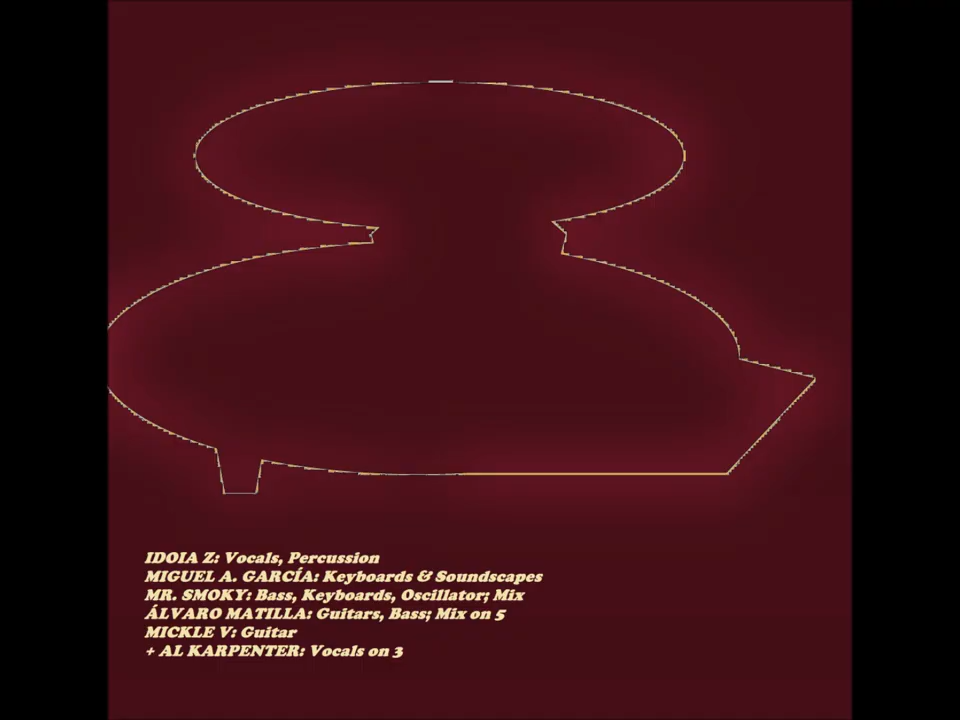 IDOIA Z: Vocals, Percussion
MIGUEL A. GARCÍA: Keyboards & Soundscapes
MR. SMOKY: Bass, Keyboards, Oscillator; Mix
ÁLVARO MATILLA: Guitars, Bass; Mix on 5
MICKLE V: Guitar
+ AL KARPENTER: Vocals on 3